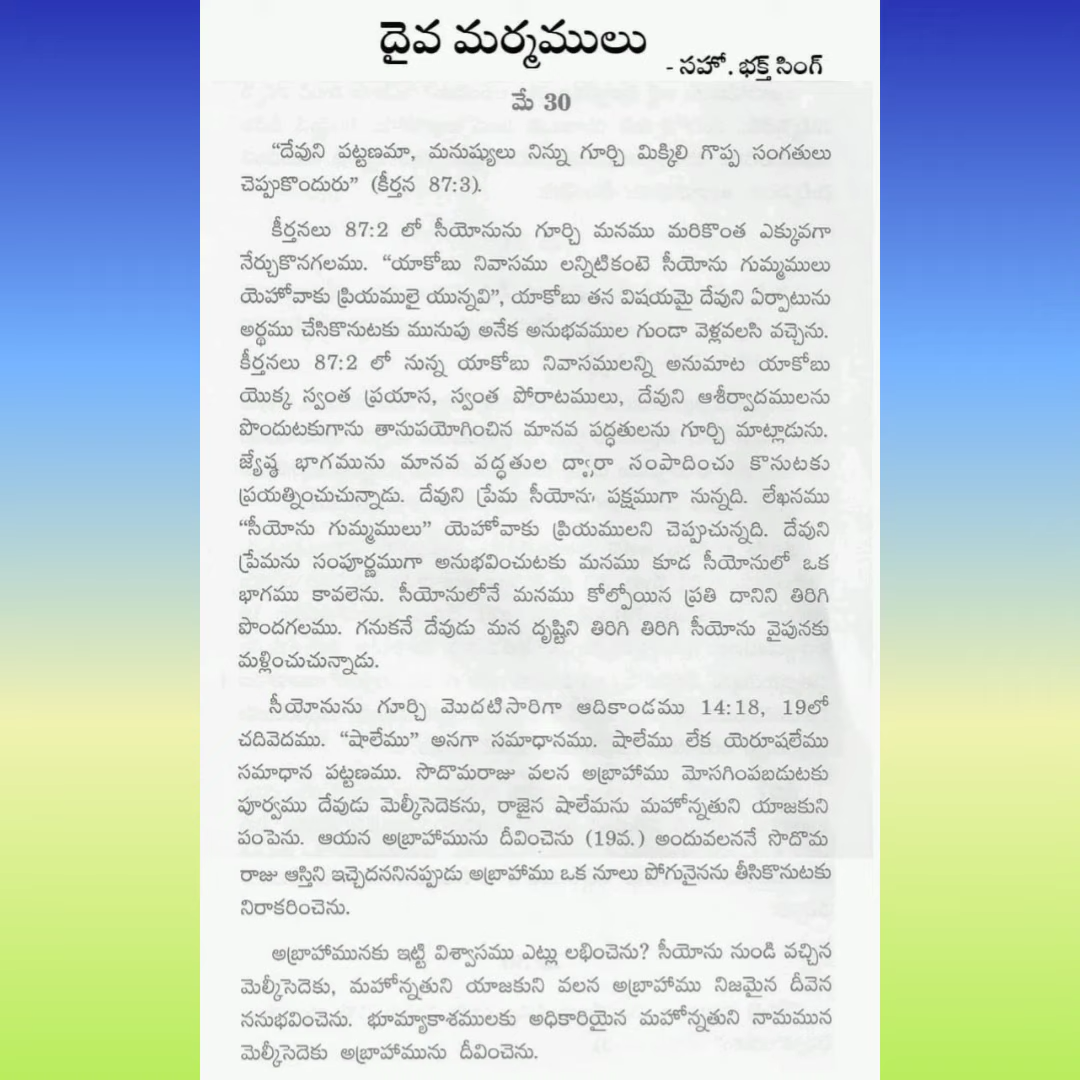 దైవ మర్మములు
- సహో. భక్త్ సింగ్
మే 30
“దేవుని పట్టణమా, మనుష్యులు నిన్ను గూర్చి మిక్కిలి గొప్ప సంగతులు
చెప్పుకొందురు” (కీర్తన 87:3).
కీర్తనలు 87:2 లో సీయోనును గూర్చి మనము మరికొంత ఎక్కువగా
నేర్చుకొనగలము. “యాకోబు నివాసము లన్నిటికంటె సీయోను గుమ్మములు
యెహోవాకు ప్రియములై యున్నవి”, యాకోబు తన విషయమై దేవుని ఏర్పాటును
అర్థము చేసికొనుటకు మునుపు అనేక అనుభవముల గుండా వెళ్లవలసి వచ్చెను.
కీర్తనలు 87:2 లో నున్న యాకోబు నివాసములన్ని అనుమాట యాకోబు
యొక్క స్వంత ప్రయాస, స్వంత పోరాటములు, దేవుని ఆశీర్వాదములను
పొందుటకుగాను తానుపయోగించిన మానవ పద్ధతులను గూర్చి మాట్లాడును.
జ్యేష్ఠ భాగమును మానవ పద్ధతుల ద్వారా సంపాదించు కొనుటకు
ప్రయత్నించుచున్నాడు. దేవుని ప్రేమ సీయోను పక్షముగా నున్నది. లేఖనము
“సీయోను గుమ్మములు” యెహోవాకు ప్రియములని చెప్పుచున్నది. దేవుని
ప్రేమను సంపూర్ణముగా అనుభవించుటకు మనము కూడ సీయోనులో ఒక
భాగము కావలెను. సీయోనులోనే మనము కోల్పోయిన ప్రతి దానిని తిరిగి
పొందగలము. గనుకనే దేవుడు మన దృష్టిని తిరిగి తిరిగి సీయోను వైపునకు
మళ్లించుచున్నాడు.
సీయోనును గూర్చి మొదటిసారిగా ఆదికాండము 14:18, 19లో
చదివెదము. “షాలేము” అనగా సమాధానము. షాలేము లేక యెరూషలేము
సమాధాన పట్టణము. సొదొమరాజు వలన అబ్రాహాము మోసగింపబడుటకు
పూర్వము దేవుడు మెల్కీసెదెకను, రాజైన షాలేమను మహోన్నతుని యాజకుని
పంపెను. ఆయన అబ్రాహామును దీవించెను (19వ.) అందువలననే సొదొమ
రాజు ఆస్తిని ఇచ్చెదననినప్పుడు అబ్రాహాము ఒక నూలు పోగునైనను తీసికొనుటకు
నిరాకరించెను.
అబ్రాహామునకు ఇట్టి విశ్వాసము ఎట్లు లభించెను? సీయోను నుండి వచ్చిన
మెల్కీసెదెకు, మహోన్నతుని యాజకుని వలన అబ్రాహాము నిజమైన దీవెన
ననుభవించెను. భూమ్యాకాశములకు అధికారియైన మహోన్నతుని నామమున
మెల్కీసెదెకు అబ్రాహామును దీవించెను.